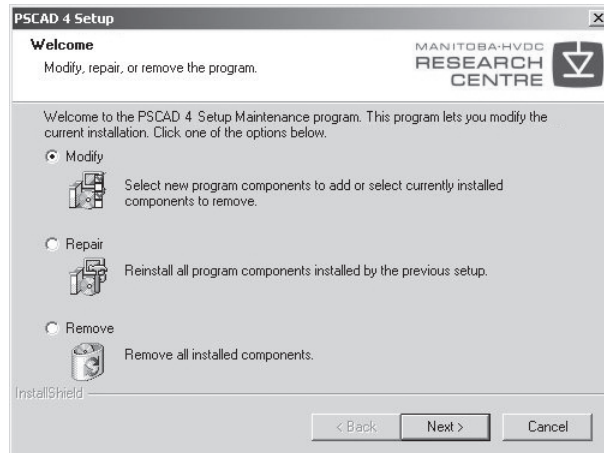 PSCAD 4 Setup
Welcome
Modify, repair, or remove the program.
MANITOBA-HVDC
RESEARCH
CENTRE
Welcome to the PSCAD 4 Setup Maintenance program. This program lets you modify the
current installation. Click one of the options below.
Modify
Select new program components to add or select currently installed
components to remove.
Repair
Reinstall all program components installed by the previous setup.
Remove
Remove all installed components.
InstallShield
< Back
Next >
Cancel